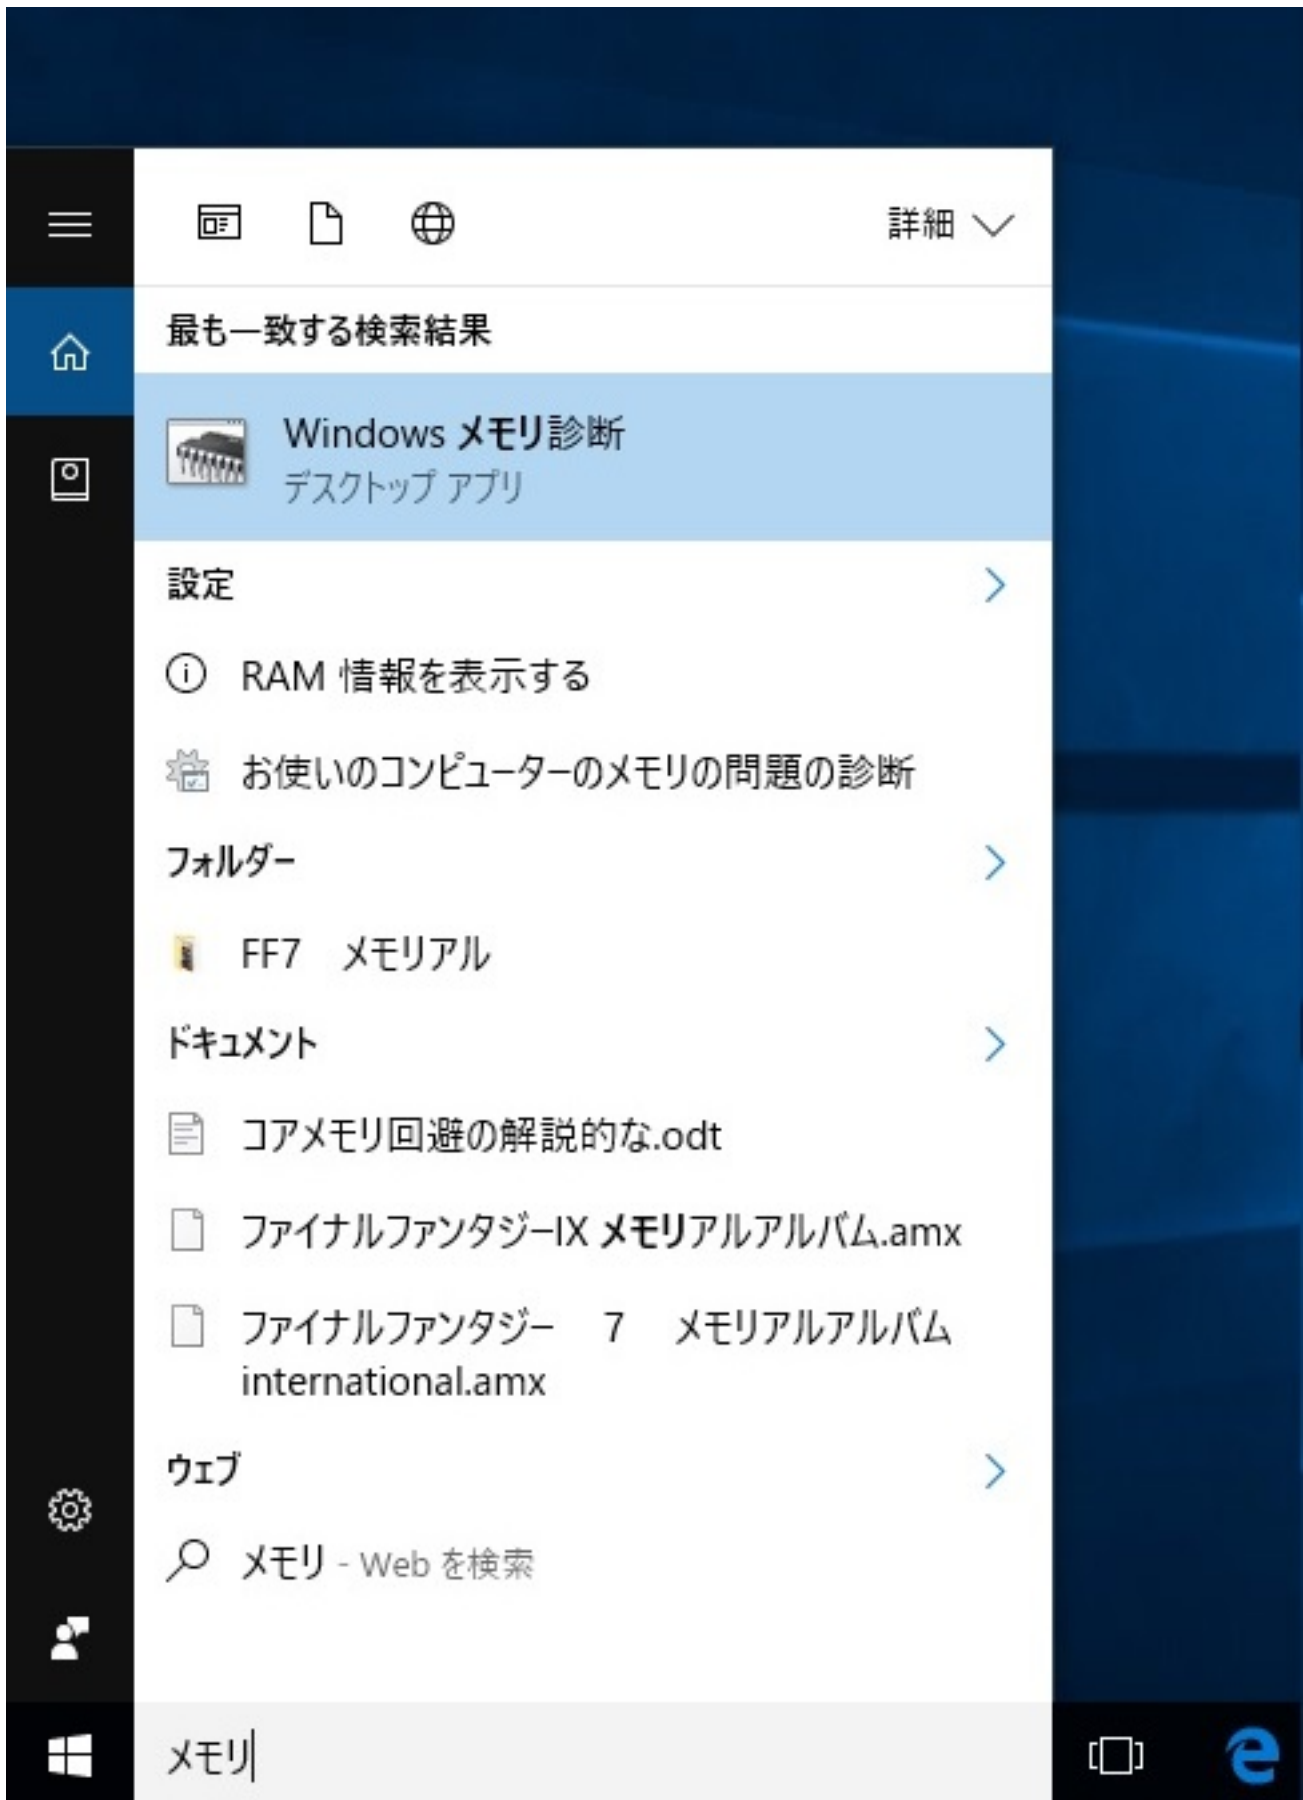 詳細
最も一致する検索結果
Windows メモリ診断
デスクトップ アプリ
設定
RAM 情報を表示する
お使いのコンピューターのメモリの問題の診断
フォルダー
FF7　メモリアル
ドキュメント
コアメモリ回避の解説的な.odt
ファイナルファンタジーIX メモリアルアルバム.amx
ファイナルファンタジー　7　メモリアルアルバム
international.amx
ウェブ
メモリ - Web を検索
メモリ